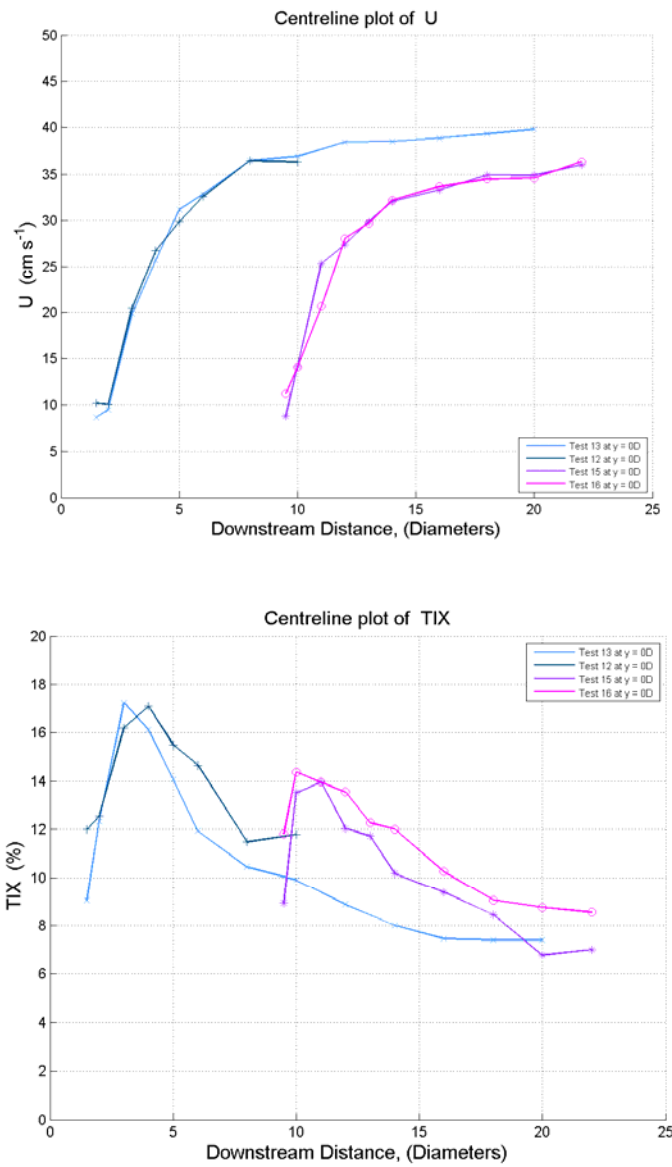 Centreline plot of U
50
45
40
35
30
25
20
15
10
5
0
U (cm s-1)
Test 13 at y = 0D
Test 12 at y = 0D
Test 15 at y = 0D
Test 16 at y = 0D
0 5 10 15 20 25
Downstream Distance, (Diameters)
Centreline plot of TIX
20
18
16
14
12
10
8
6
4
2
0
TIX (%)
Test 13 at y = 0D
Test 12 at y = 0D
Test 15 at y = 0D
Test 16 at y = 0D
0 5 10 15 20 25
Downstream Distance, (Diameters)